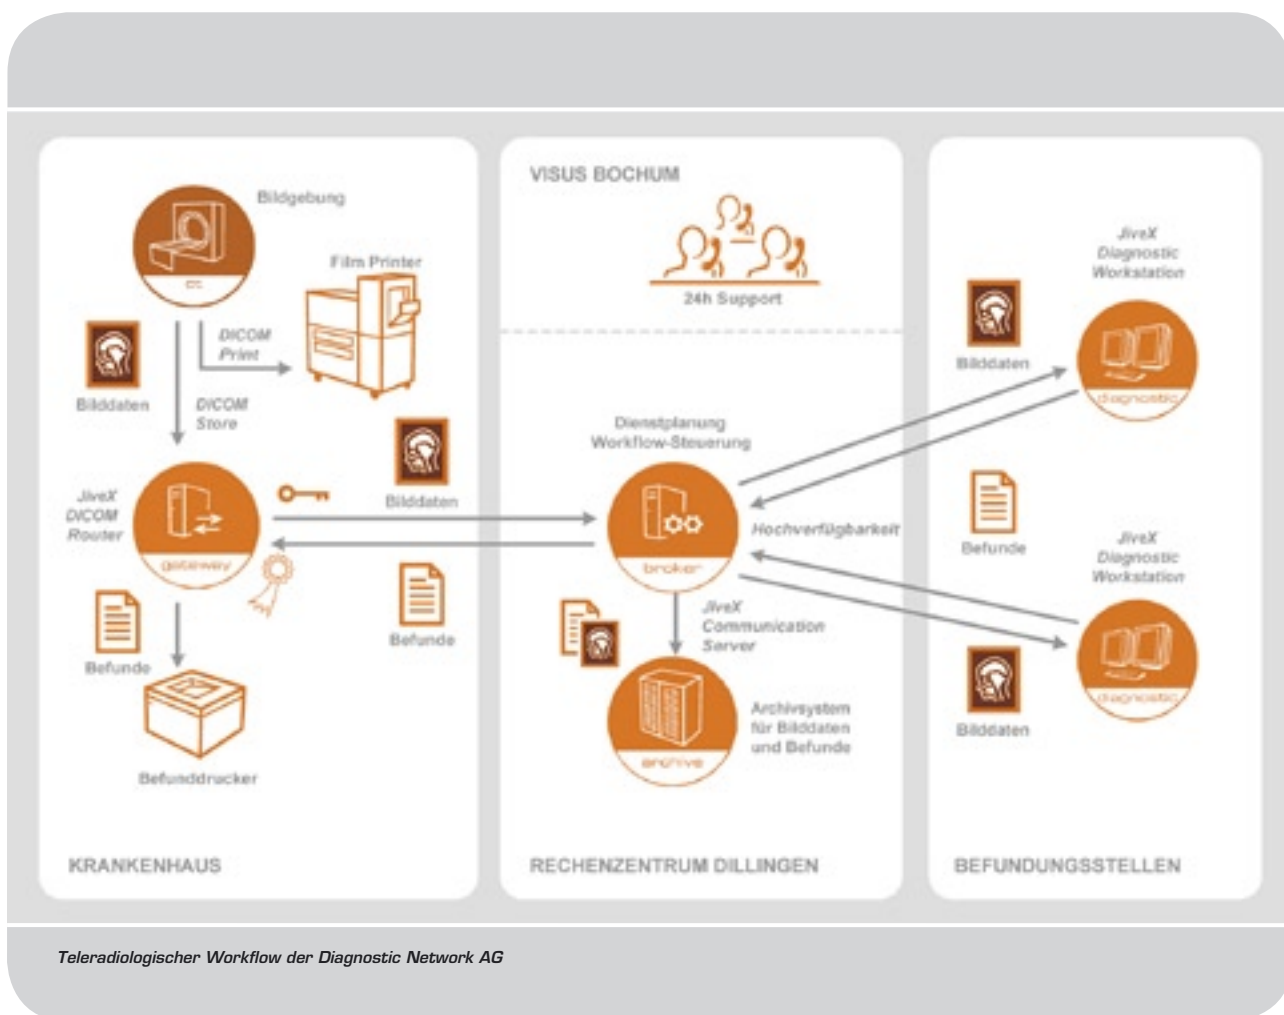 Bildgebung
CT
Film Printer
DICOM
Print
Bilddaten
DICOM
Store
Bilddaten
JiveX
DICOM
Router
gateway
Befunde
Befunde
Befunddrucker
KRANKENHAUS
VISUS BOCHUM
24h Support
Dienstplanung
Workflow-Steuerung
broker
Hochverfügbarkeit
JiveX
Communication
Server
archive
Archivsystem
für Bilddaten
und Befunde
RECHENZENTRUM DILLINGEN
JiveX
Diagnostic
Workstation
Bilddaten
diagnostic
Befunde
JiveX
Diagnostic
Workstation
diagnostic
Bilddaten
BEFUNDUNGSSTELLEN
Teleradiologischer Workflow der Diagnostic Network AG